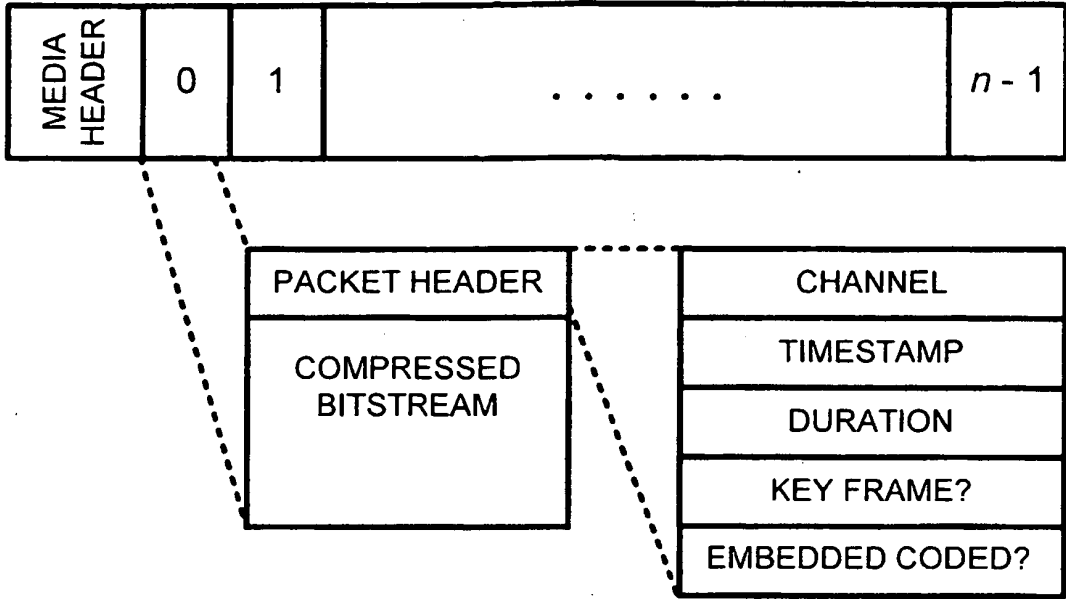 MEDIA
HEADER
0
1
. . . . . .
n - 1
PACKET HEADER
COMPRESSED
BITSTREAM
CHANNEL
TIMESTAMP
DURATION
KEY FRAME?
EMBEDDED CODED?